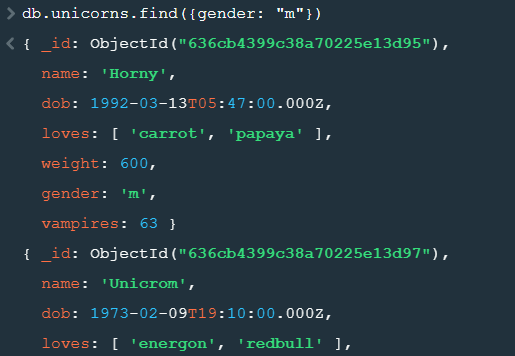 > db.unicorns.find({gender: "m"})
< { _id: ObjectId("636cb4399c38a70225e13d95"),
name: 'Horny',
dob: 1992-03-13T05:47:00.000Z,
loves: [ 'carrot', 'papaya' ],
weight: 600,
gender: 'm',
vampires: 63 }
{ _id: ObjectId("636cb4399c38a70225e13d97"),
name: 'Unicrom',
dob: 1973-02-09T19:10:00.000Z,
loves: [ 'energon', 'redbull' ],